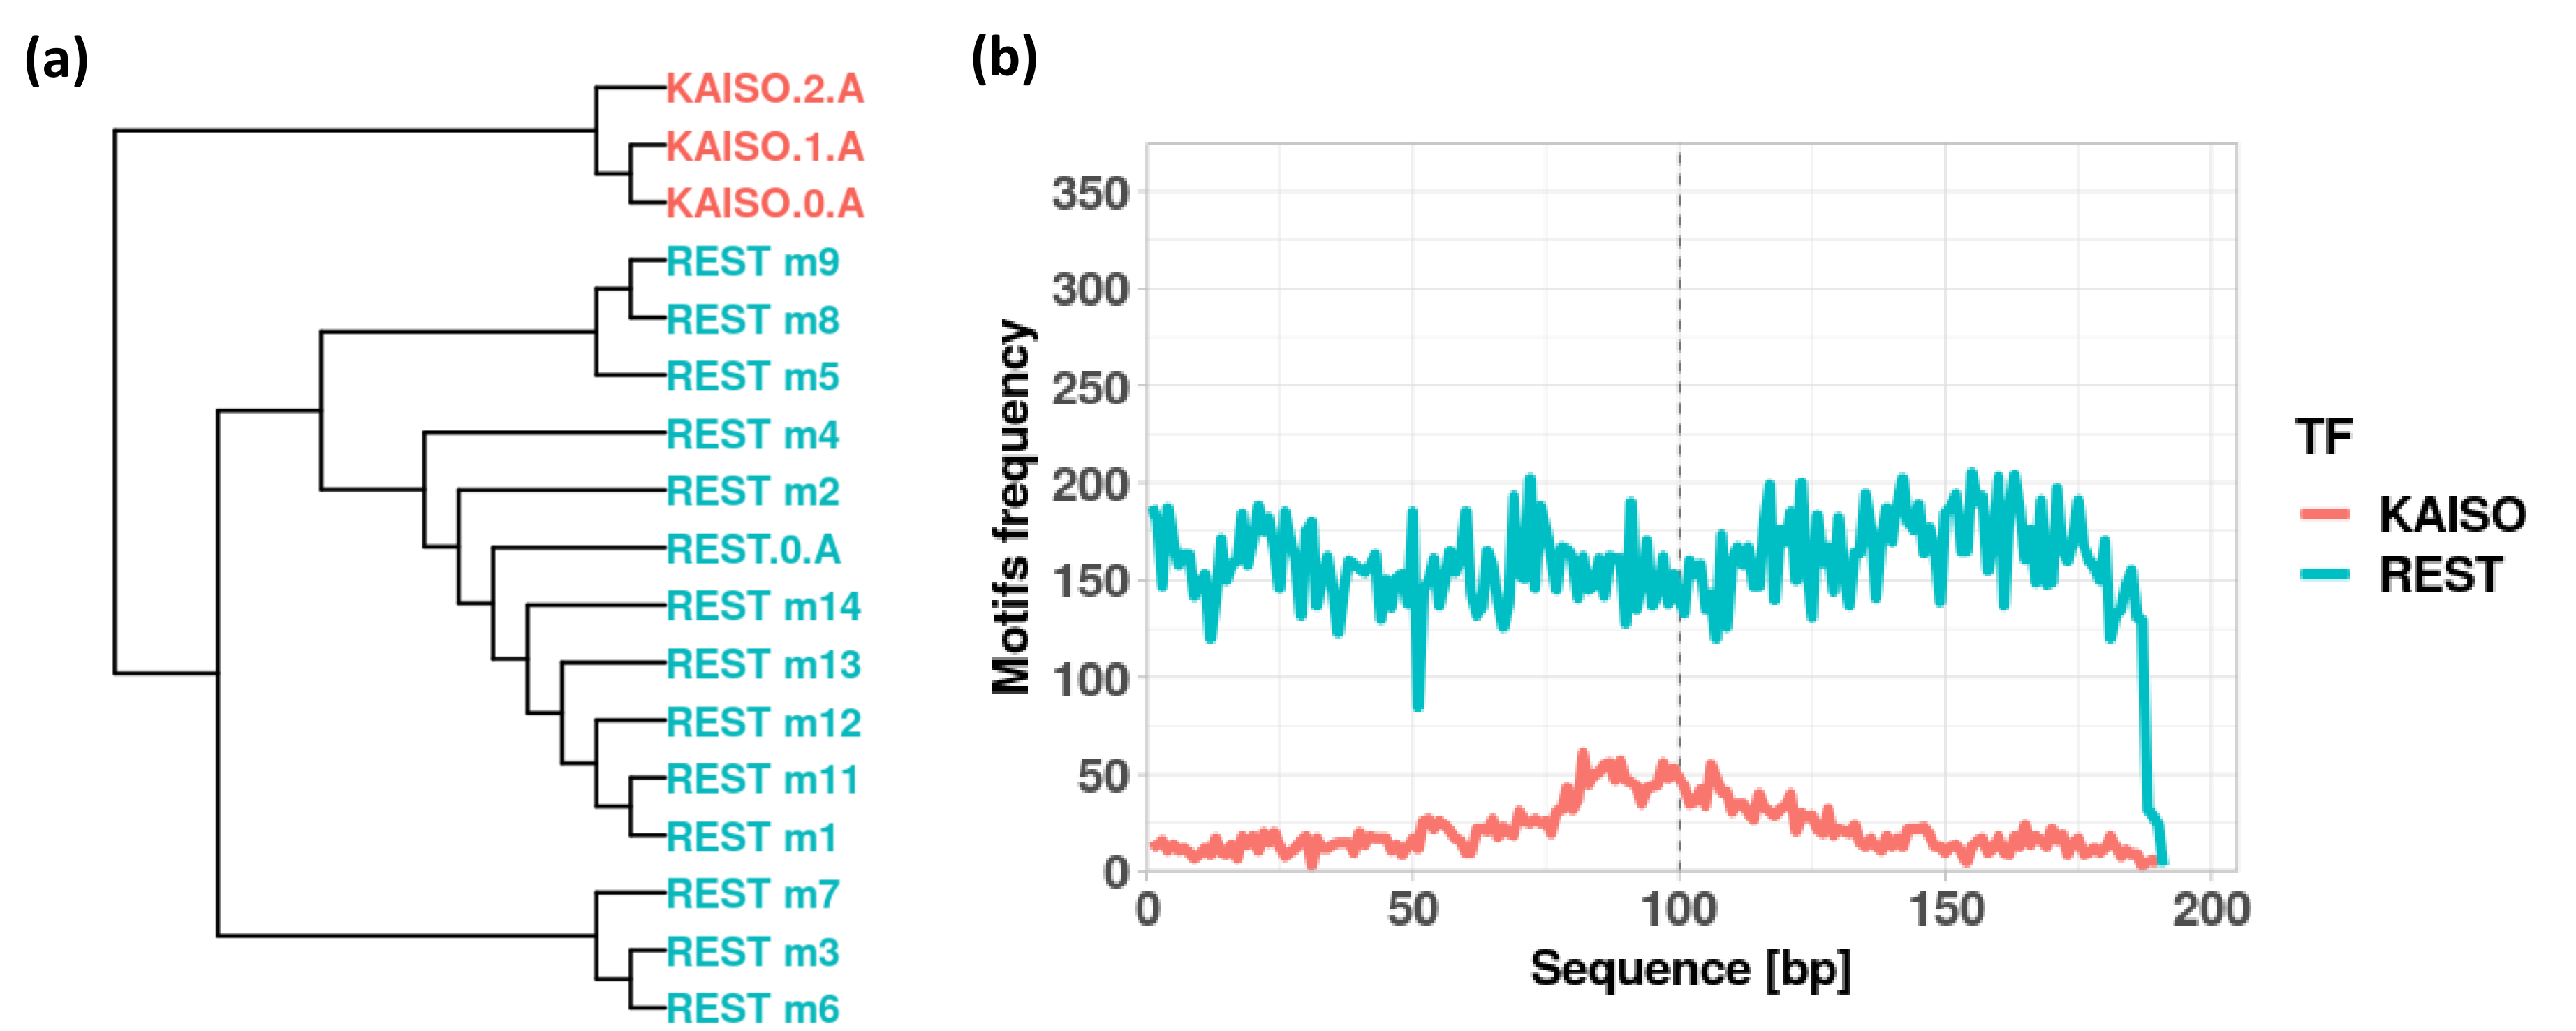 (a)
KAISO.2.A
KAISO.1.A
KAISO.0.A
REST m9
REST m8
REST m5
REST m4
REST m2
REST.0.A
REST m14
REST m13
REST m12
REST m11
REST m1
REST m7
REST m3
REST m6
(b)
Motifs frequency
350
300
250
200
150
100
50
0
0 50 100 150 200
Sequence [bp]
TF
KAISO
REST